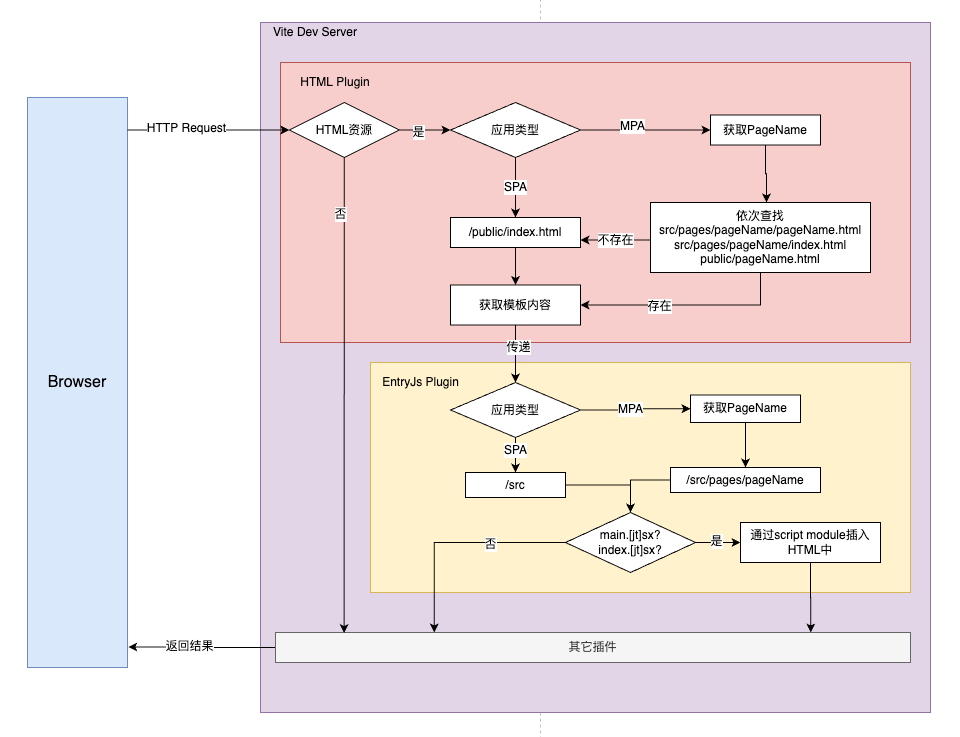 Vite Dev Server
HTML Plugin
HTTP Request
HTML资源
是
应用类型
MPA
获取PageName
SPA
否
依次查找
src/pages/pageName/pageName.html
src/pages/pageName/index.html
public/pageName.html
/public/index.html
不存在
获取模板内容
存在
传递
Browser
EntryJs Plugin
应用类型
MPA
获取PageName
SPA
/src
/src/pages/pageName
main.[jt]sx?
index.[jt]sx?
否
是
通过script module插入
HTML中
返回结果
其它插件